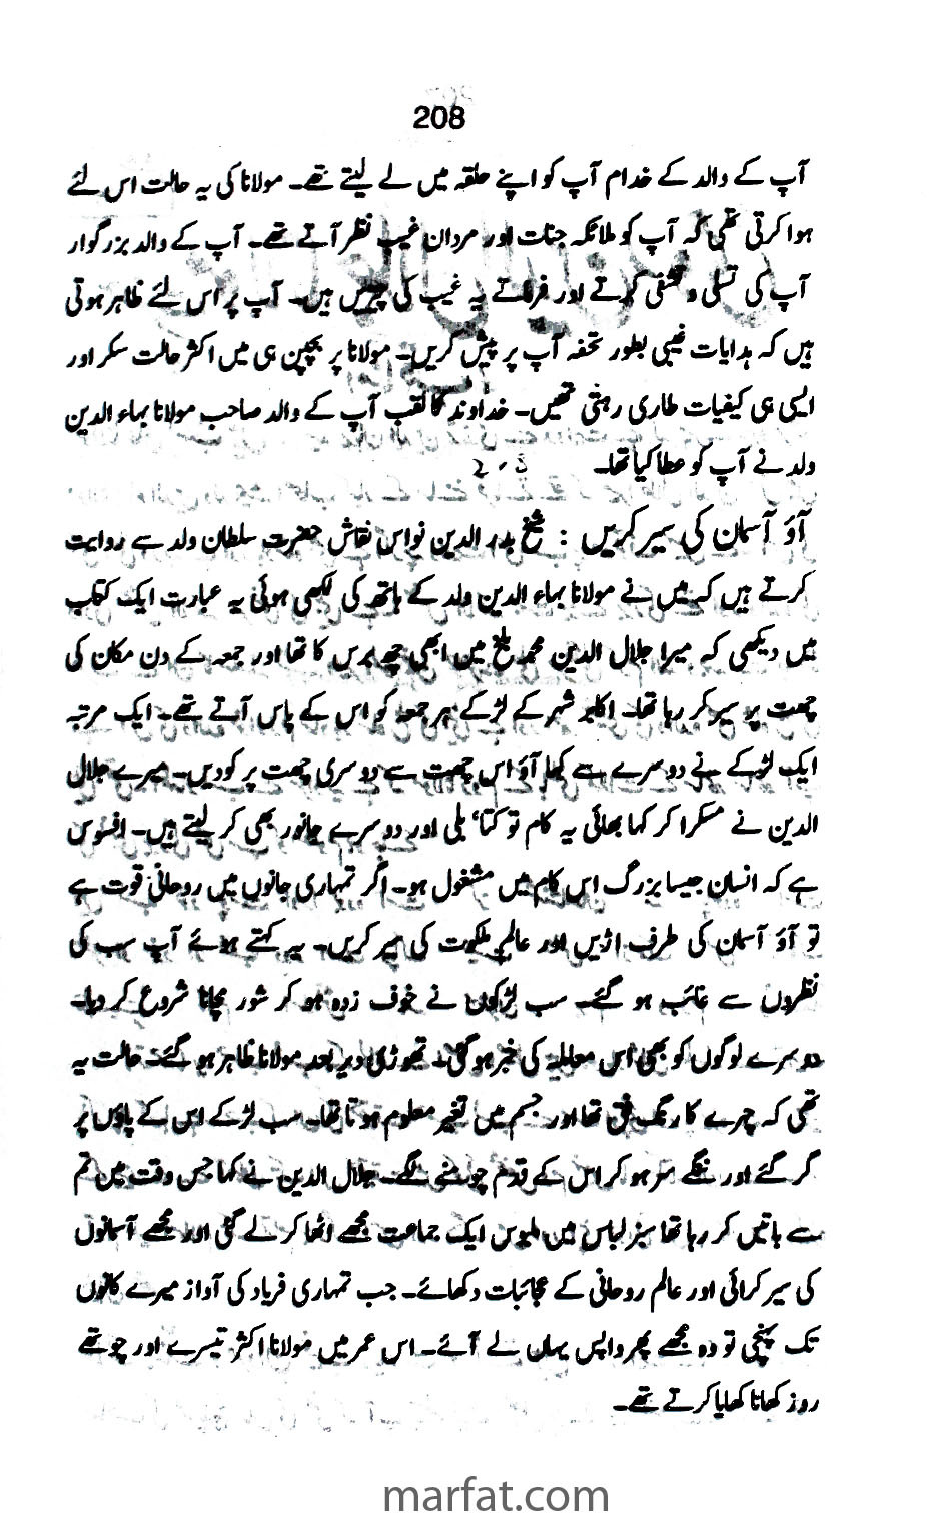 208
آپ کے والد کے خدام آپ کو اپنے حلقہ میں لے لیتے تھے۔ مولانا کی یہ حالت اس لئے
ہوا کرتی تھی کہ آپ کو ملائکہ جنات اور مردان غیب نظر آتے تھے۔ آپ کے والد بزرگوار
آپ کی تسلی و تشفی کرتے اور فرماتے یہ غیب کی چیزیں ہیں۔ آپ پر اس لئے ظاہر ہوتی
ہیں کہ ہدایات غیبی بطور تحفہ آپ پر پیش کریں۔ مولانا پر بچپن ہی میں اکثر حالت سکر اور
ایسی ہی کیفیات طاری رہتی تھیں۔ خداوند کا لقب آپ کے والد صاحب مولانا بہاء الدین
ولد نے آپ کو عطا کیا تھا۔
آؤ آسمان کی سیر کریں : شیخ بدر الدین نواس نقاش حضرت سلطان ولد سے روایت
کرتے ہیں کہ میں نے مولانا بہاء الدین ولد کے ہاتھ کی لکھی ہوئی یہ عبارت ایک کتاب
میں دیکھی کہ میرا جلال الدین محمد بلخ میں ابھی چھ برس کا تھا اور جمعہ کے دن مکان کی
چھت پر سیر کر رہا تھا۔ اکابر شہر کے لڑکے ہر جمعہ کو اس کے پاس آتے تھے۔ ایک مرتبہ
ایک لڑکے نے دوسرے سے کہا آؤ اس چھت سے دوسری چھت پر کودیں۔ میرے جلال
الدین نے مسکرا کر کہا بھائی یہ کام تو کتا' بلی اور دوسرے جانور بھی کر لیتے ہیں۔ افسوس
ہے کہ انسان جیسا بزرگ اس کام میں مشغول ہو۔ اگر تمہاری جانوں میں روحانی قوت ہے
تو آؤ آسمان کی طرف اڑیں اور عالم ملکوت کی سیر کریں۔ یہ کہتے ہوئے آپ سب کی
نظروں سے غائب ہو گئے۔ سب لڑکوں نے خوف زدہ ہو کر شور مچانا شروع کر دیا۔
دوسرے لوگوں کو بھی اس معاملہ کی خبر ہو گئی۔ تھوڑی دیر بعد مولانا ظاہر ہو گئے۔ حالت یہ
تھی کہ چہرے کا رنگ فق تھا اور جسم میں تغیر معلوم ہوتا تھا۔ سب لڑکے اس کے پاؤں پر
گر گئے اور ننگے سر ہو کر اس کے قدم چومنے لگے۔ جلال الدین نے کہا جس وقت میں تم
سے باتیں کر رہا تھا سبز لباس میں ملبوس ایک جماعت مجھے اٹھا کر لے گئی اور مجھے آسمانوں
کی سیر کرائی اور عالم روحانی کے عجائبات دکھائے۔ جب تمہاری فریاد کی آواز میرے کانوں
تک پہنچی تو وہ مجھے پھر واپس یہاں لے آئے۔ اس عمر میں مولانا اکثر تیسرے اور چوتھے
روز کھانا کھایا کرتے تھے۔
marfat.com